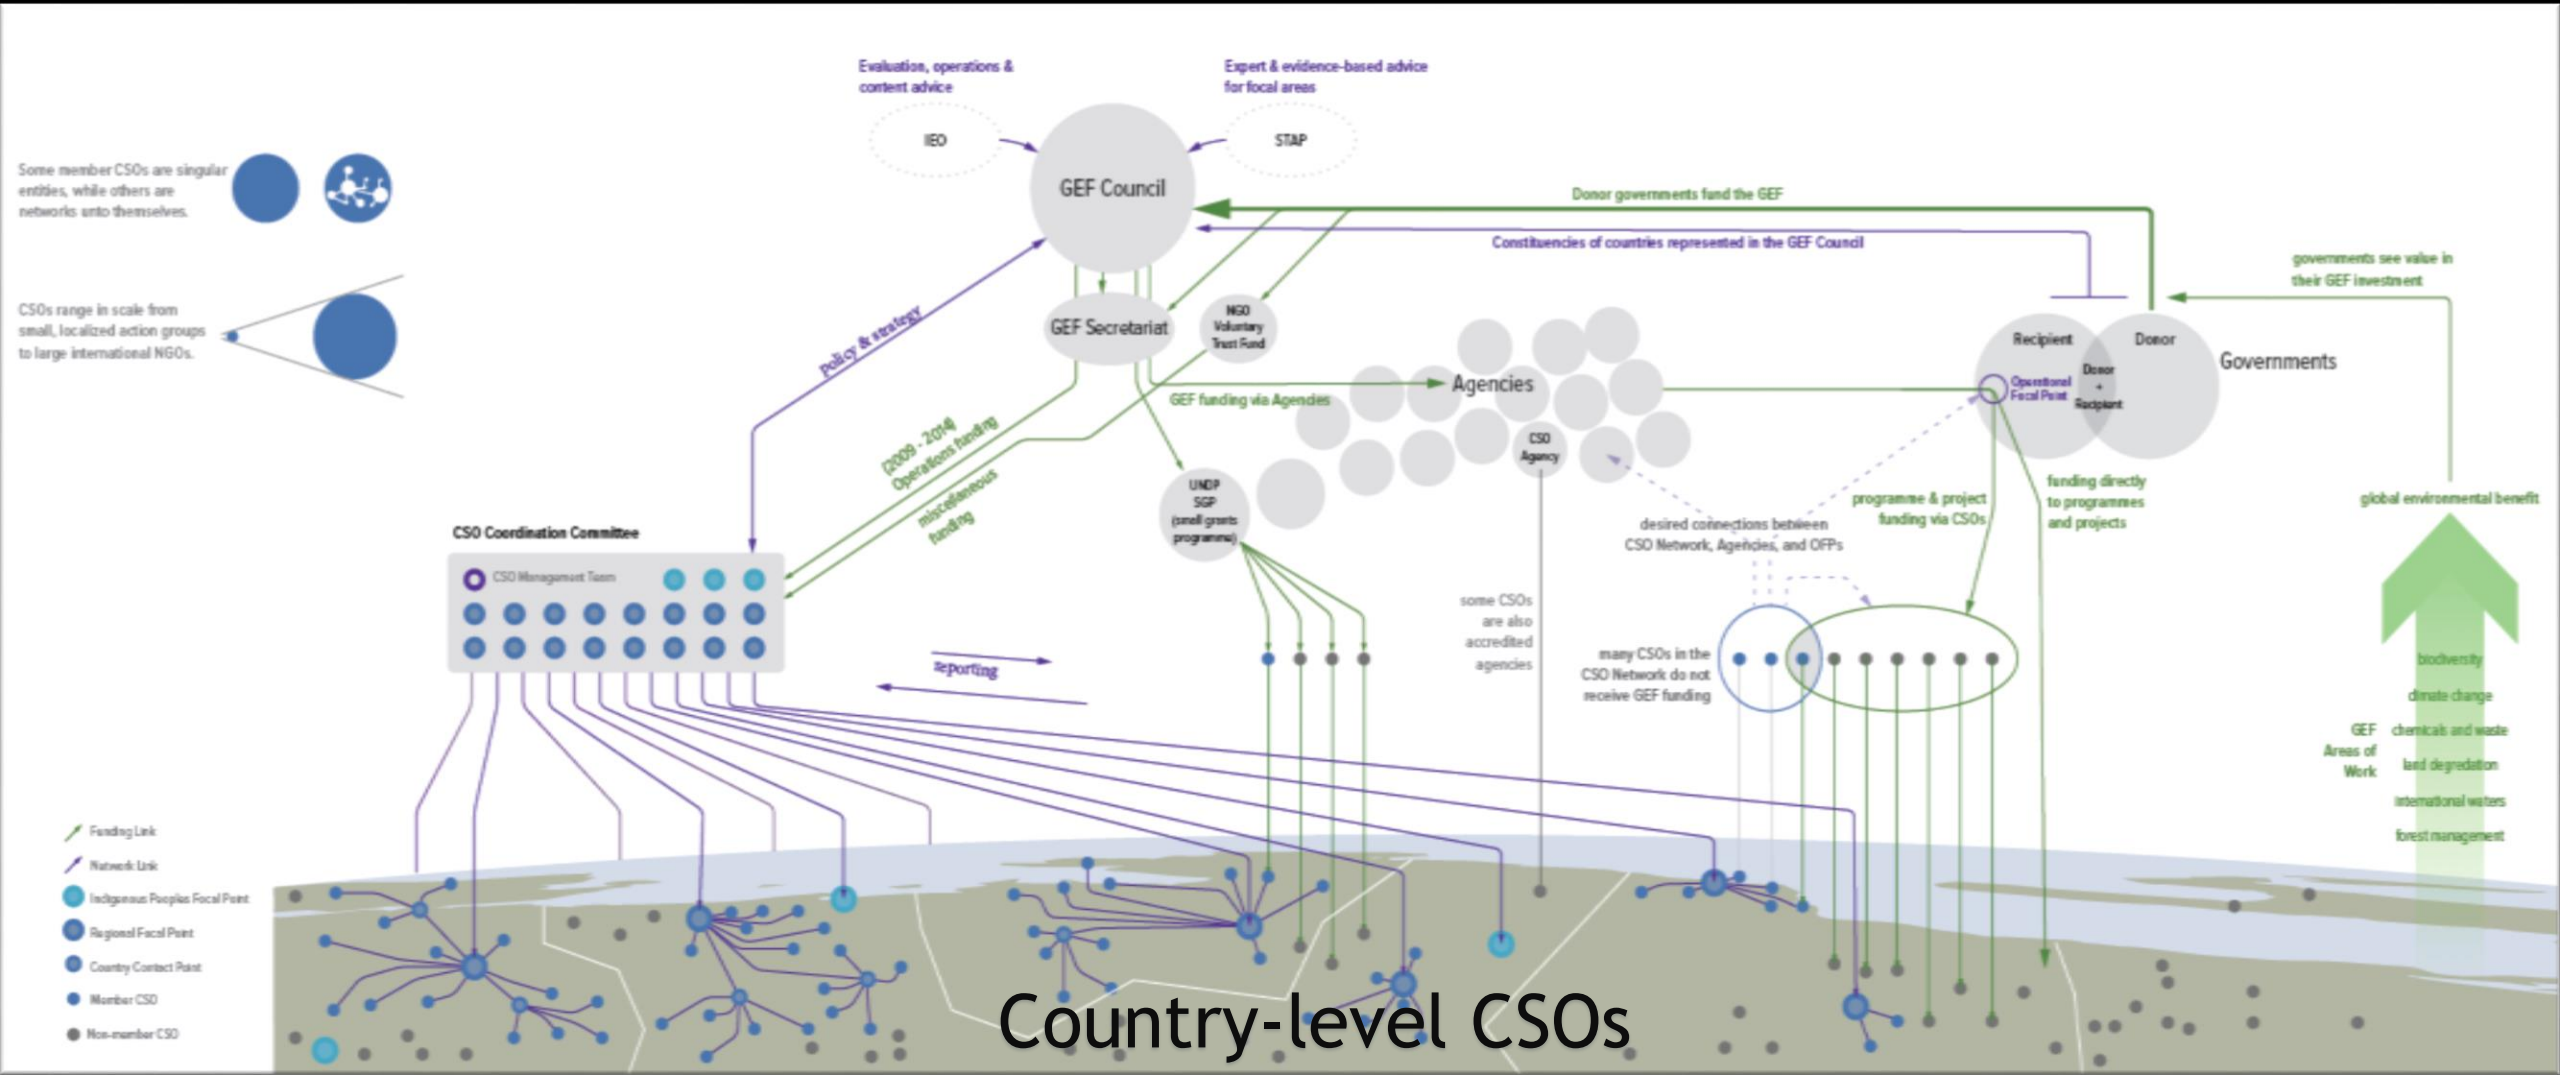 Evaluation, operations &
content advice
IEO
Expert & evidence-based advice
for focal areas
STAP
GEF Council
Some member CSOs are singular
entities, while others are
networks unto themselves.
CSOs range in scale from
small, localized action groups
to large international NGOs.
Donor governments fund the GEF
Constituencies of countries represented in the GEF Council
governments see value in
their GEF investment
Policy & strategy
GEF Secretariat
NGO
Voluntary
Trust Fund
Agencies
GEF funding via Agencies
CSO
Agency
Recipient
Donor
Donor
+
Recipient
Operational
Focal Point
Governments
(2009 - 2014)
Operations funding
miscellaneous
funding
UNDP
SGP
(small grants
programme)
programme & project
funding via CSOs
funding directly
to programmes
and projects
global environmental benefit
desired connections between
CSO Network, Agencies, and OFPs
CSO Coordination Committee
CSO Management Team
reporting
some CSOs
are also
accredited
agencies
many CSOs in the
CSO Network do not
receive GEF funding
GEF
Areas of
Work
biodiversity
climate change
chemicals and waste
land degredation
international waters
forest management
Funding Link
Network Link
Indigenous Peoples Focal Point
Regional Focal Point
Country Contact Point
Member CSO
Non-member CSO
Country-level CSOs